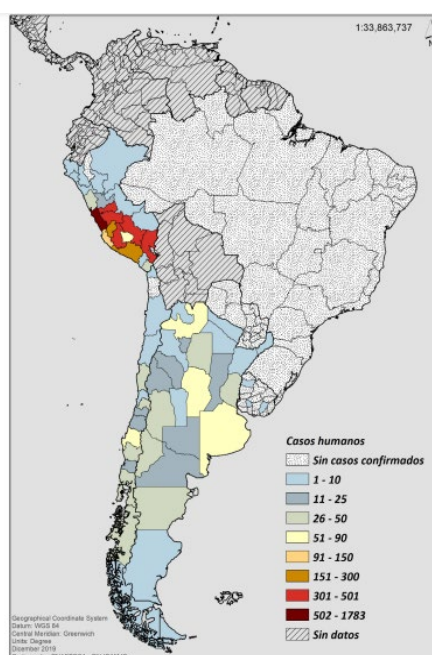 1:33,863,737
Casos humanos
Sin casos confirmados
1 - 10
11 - 25
26 - 50
51 - 90
91 - 150
151 - 300
301 - 501
502 - 1783
Sin datos
Geographical Coordinate System
Datum: WGS 84
Central Meridian: Greenwich
Units: Degree
Dicember 2019